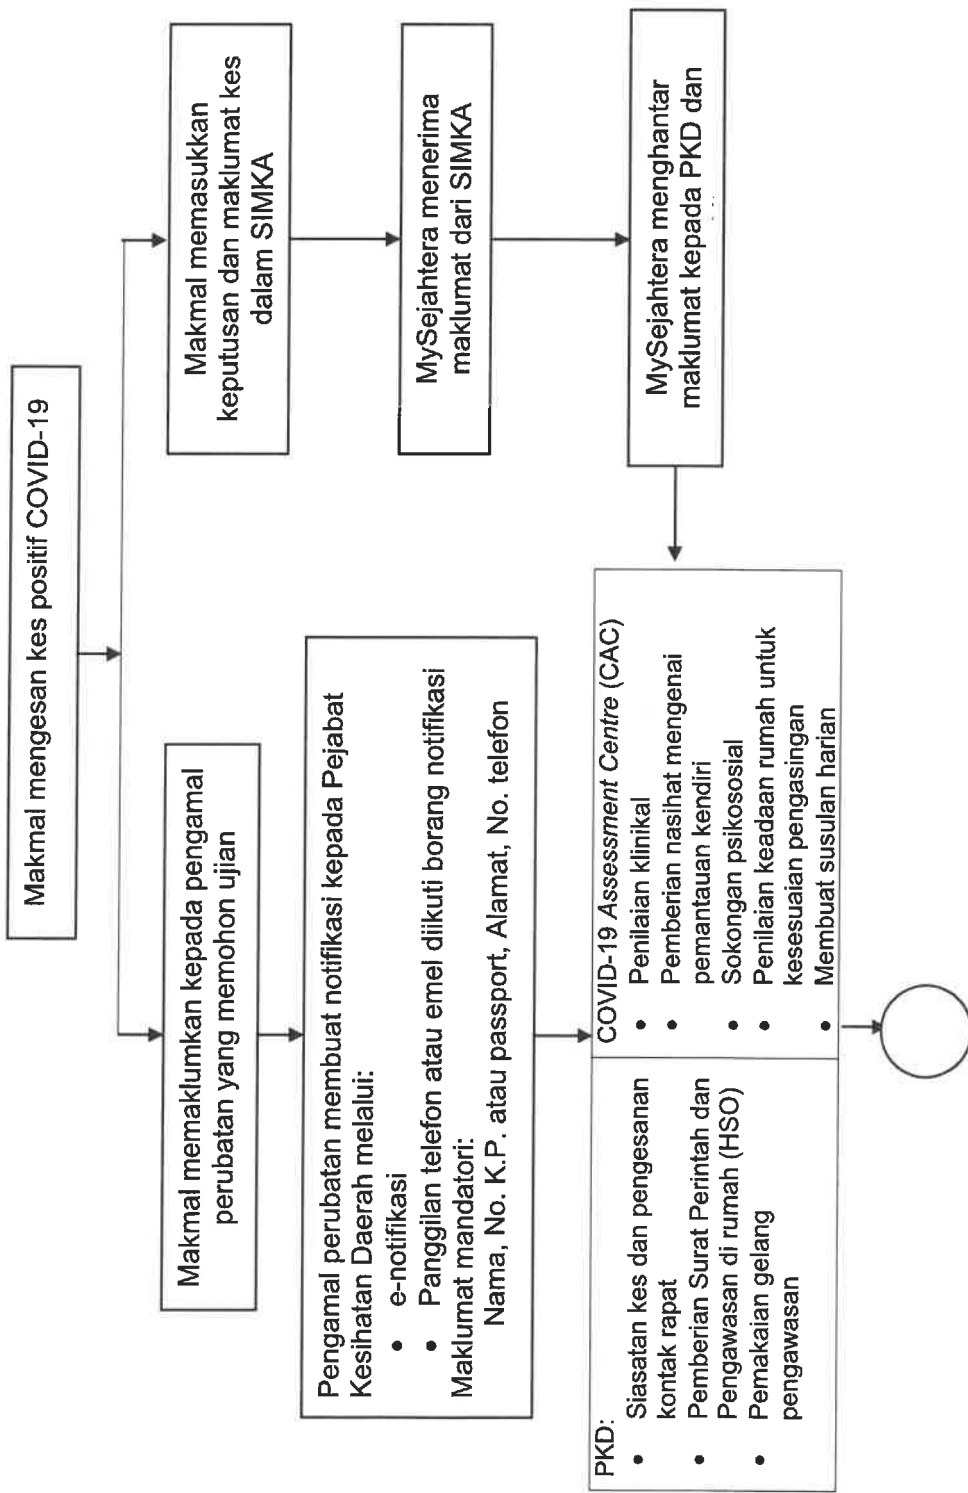 Makmal mengesan kes positif COVID-19
Makmal memaklumkan kepada pengamal
perubatan yang memohon ujian
Pengamal perubatan membuat notifikasi kepada Pejabat
Kesihatan Daerah melalui:
• e-notifikasi
• Panggilan telefon atau emel diikuti borang notifikasi
Maklumat mandatori:
Nama, No. K.P. atau passport, Alamat, No. telefon
Makmal memasukkan
keputusan dan maklumat kes
dalam SIMKA
MySejahtera menerima
maklumat dari SIMKA
MySejahtera menghantar
maklumat kepada PKD dan
PKD:
• Siasatan kes dan pengesanan
kontak rapat
• Pemberian Surat Perintah dan
Pengawasan di rumah (HSO)
• Pemakaian gelang
pengawasan
COVID-19 Assessment Centre (CAC)
• Penilaian klinikal
• Pemberian nasihat mengenai
pemantauan kendiri
• Sokongan psikososial
• Penilaian keadaan rumah untuk
kesesuaian pengasingan
• Membuat susulan harian